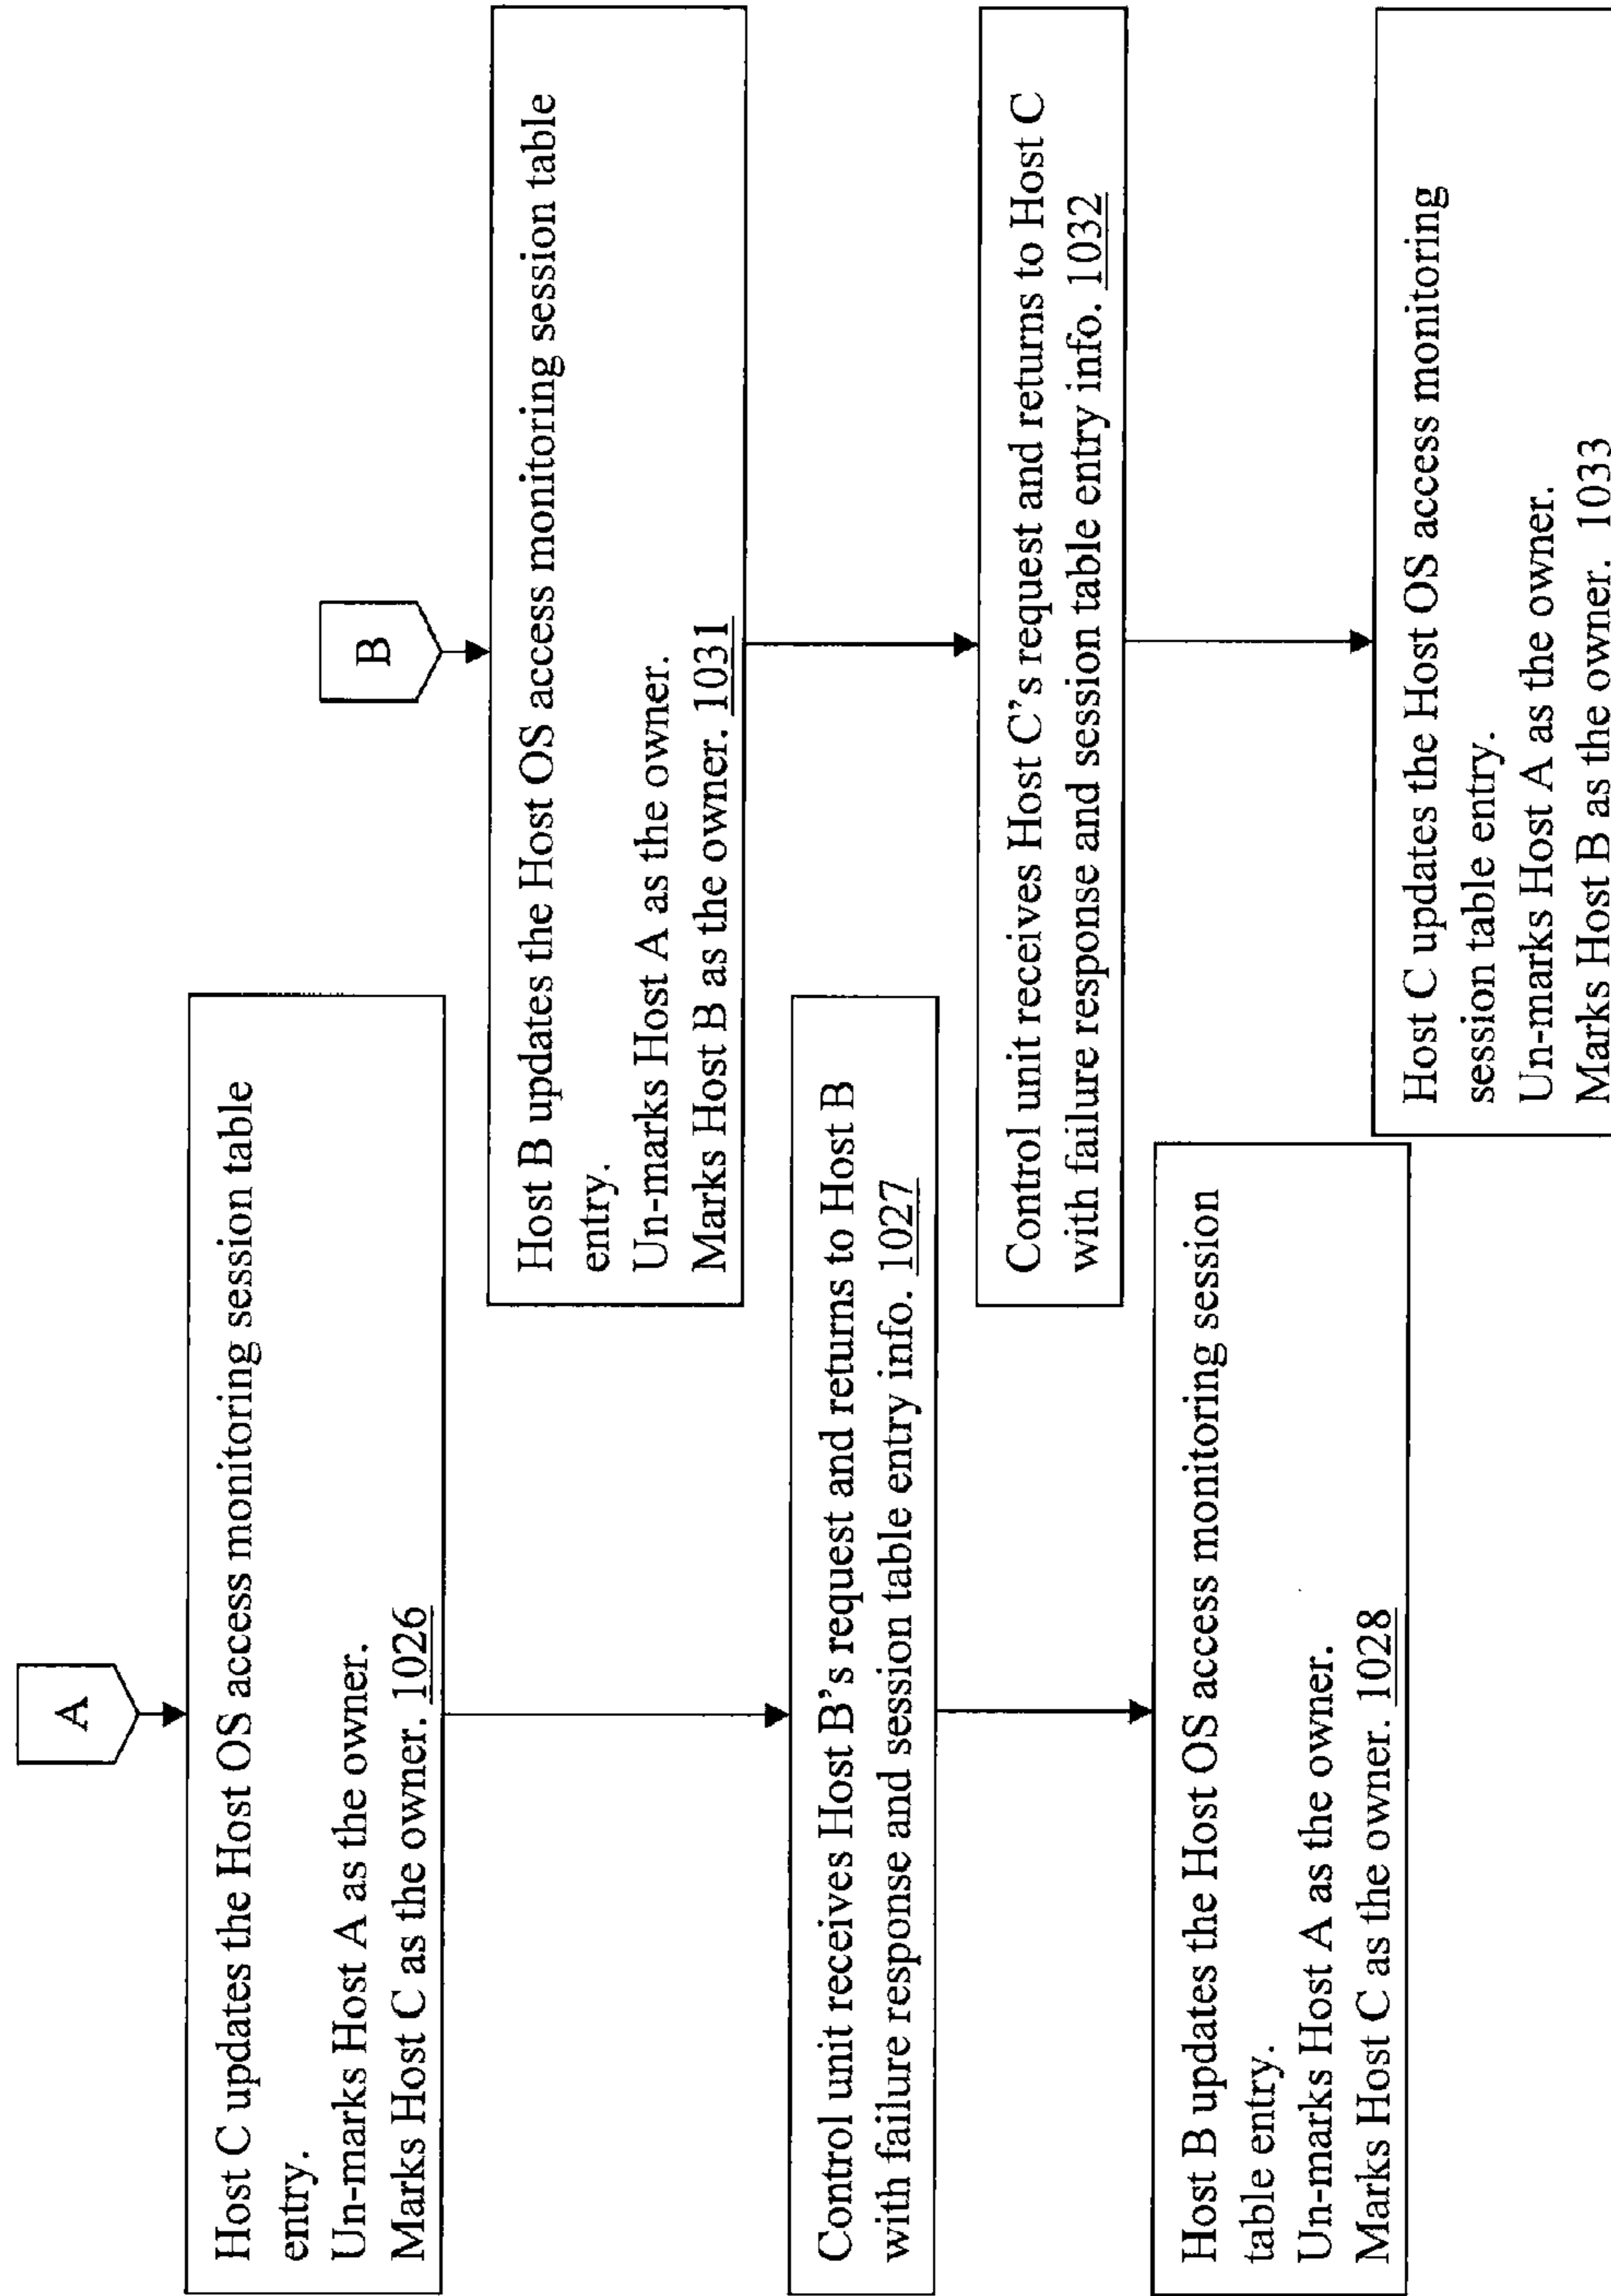 A
Host C updates the Host OS access monitoring session table
entry.
Un-marks Host A as the owner.
Marks Host C as the owner. 1026
Control unit receives Host B's request and returns to Host B
with failure response and session table entry info. 1027
Host B updates the Host OS access monitoring session
table entry.
Un-marks Host A as the owner.
Marks Host C as the owner. 1028
B
Host B updates the Host OS access monitoring session table
entry.
Un-marks Host A as the owner.
Marks Host B as the owner. 1031
Control unit receives Host C's request and returns to Host C
with failure response and session table entry info. 1032
Host C updates the Host OS access monitoring
session table entry.
Un-marks Host A as the owner.
Marks Host B as the owner. 1033